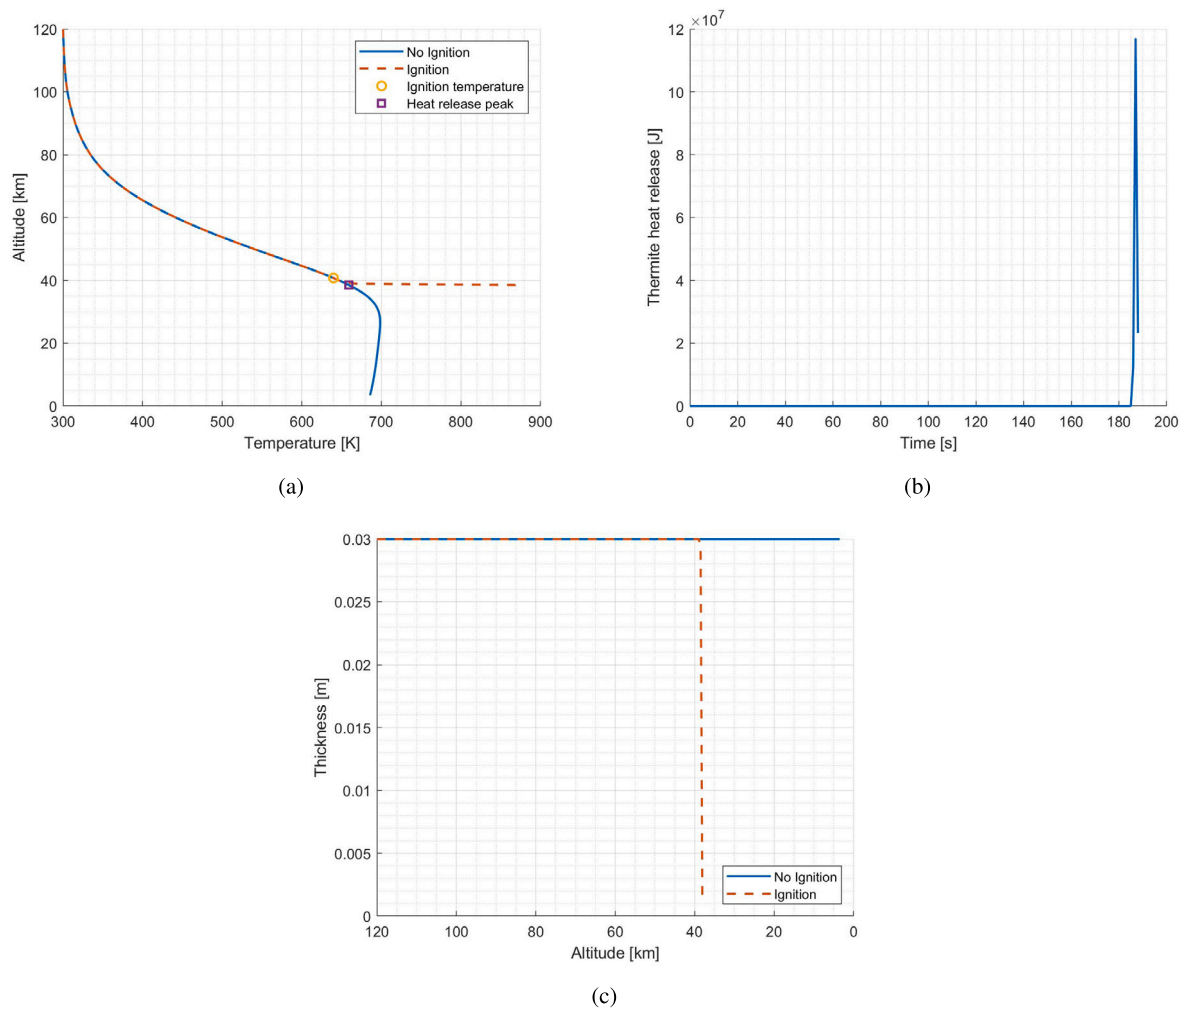 ×10⁷
120
100
80
60
40
20
0
Altitude [km]
No Ignition
Ignition
Ignition temperature
Heat release peak
300 400 500 600 700 800 900
Temperature [K]
(a)
12
10
8
6
4
2
0
Thermite heat release [J]
0 20 40 60 80 100 120 140 160 180 200
Time [s]
(b)
0.03
0.025
0.02
0.015
0.01
0.005
0
Thickness [m]
No Ignition
Ignition
120 100 80 60 40 20 0
Altitude [km]
(c)